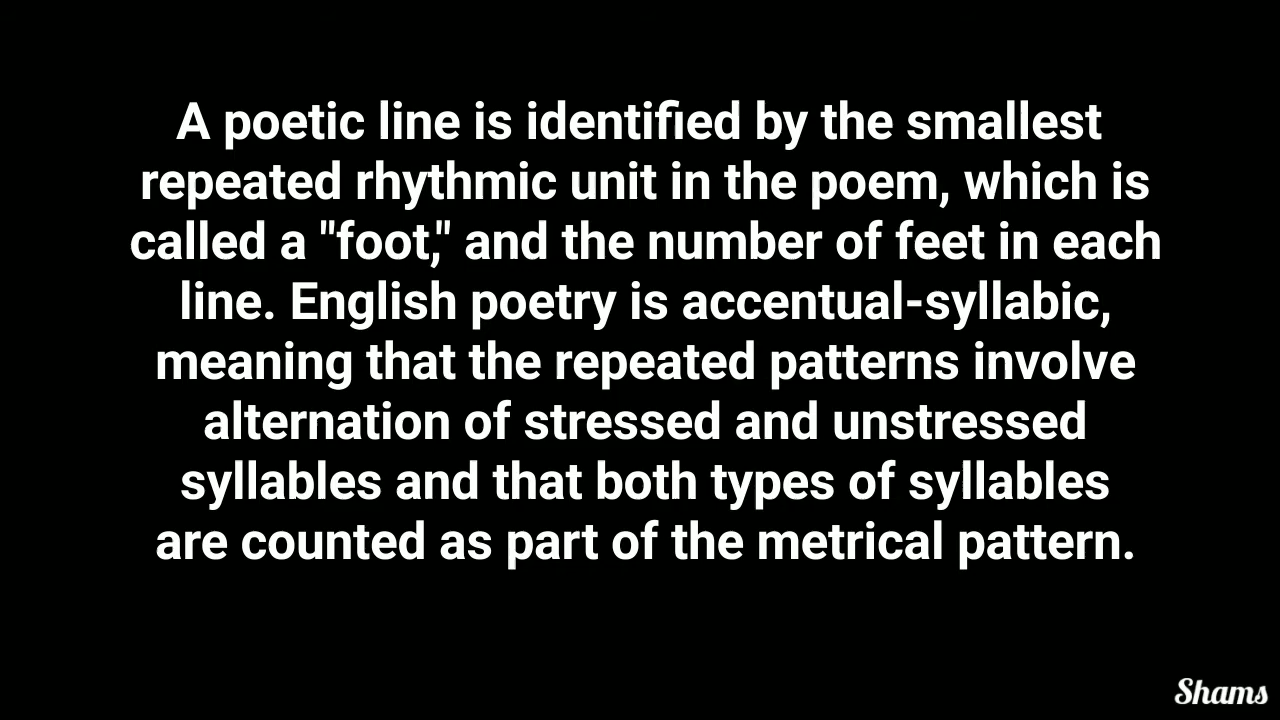 A poetic line is identified by the smallest
repeated rhythmic unit in the poem, which is
called a "foot," and the number of feet in each
line. English poetry is accentual-syllabic,
meaning that the repeated patterns involve
alternation of stressed and unstressed
syllables and that both types of syllables
are counted as part of the metrical pattern.
Shams